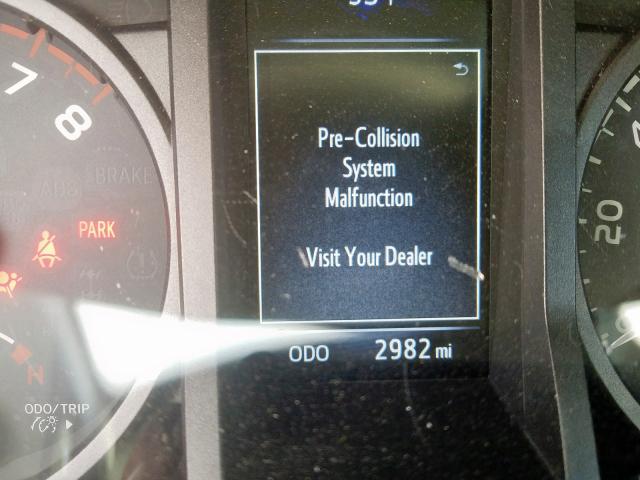 7
8
BRAKE
PARK
Pre-Collision
System
Malfunction
Visit Your Dealer
ODO 2982 mi
ODO/TRIP
20